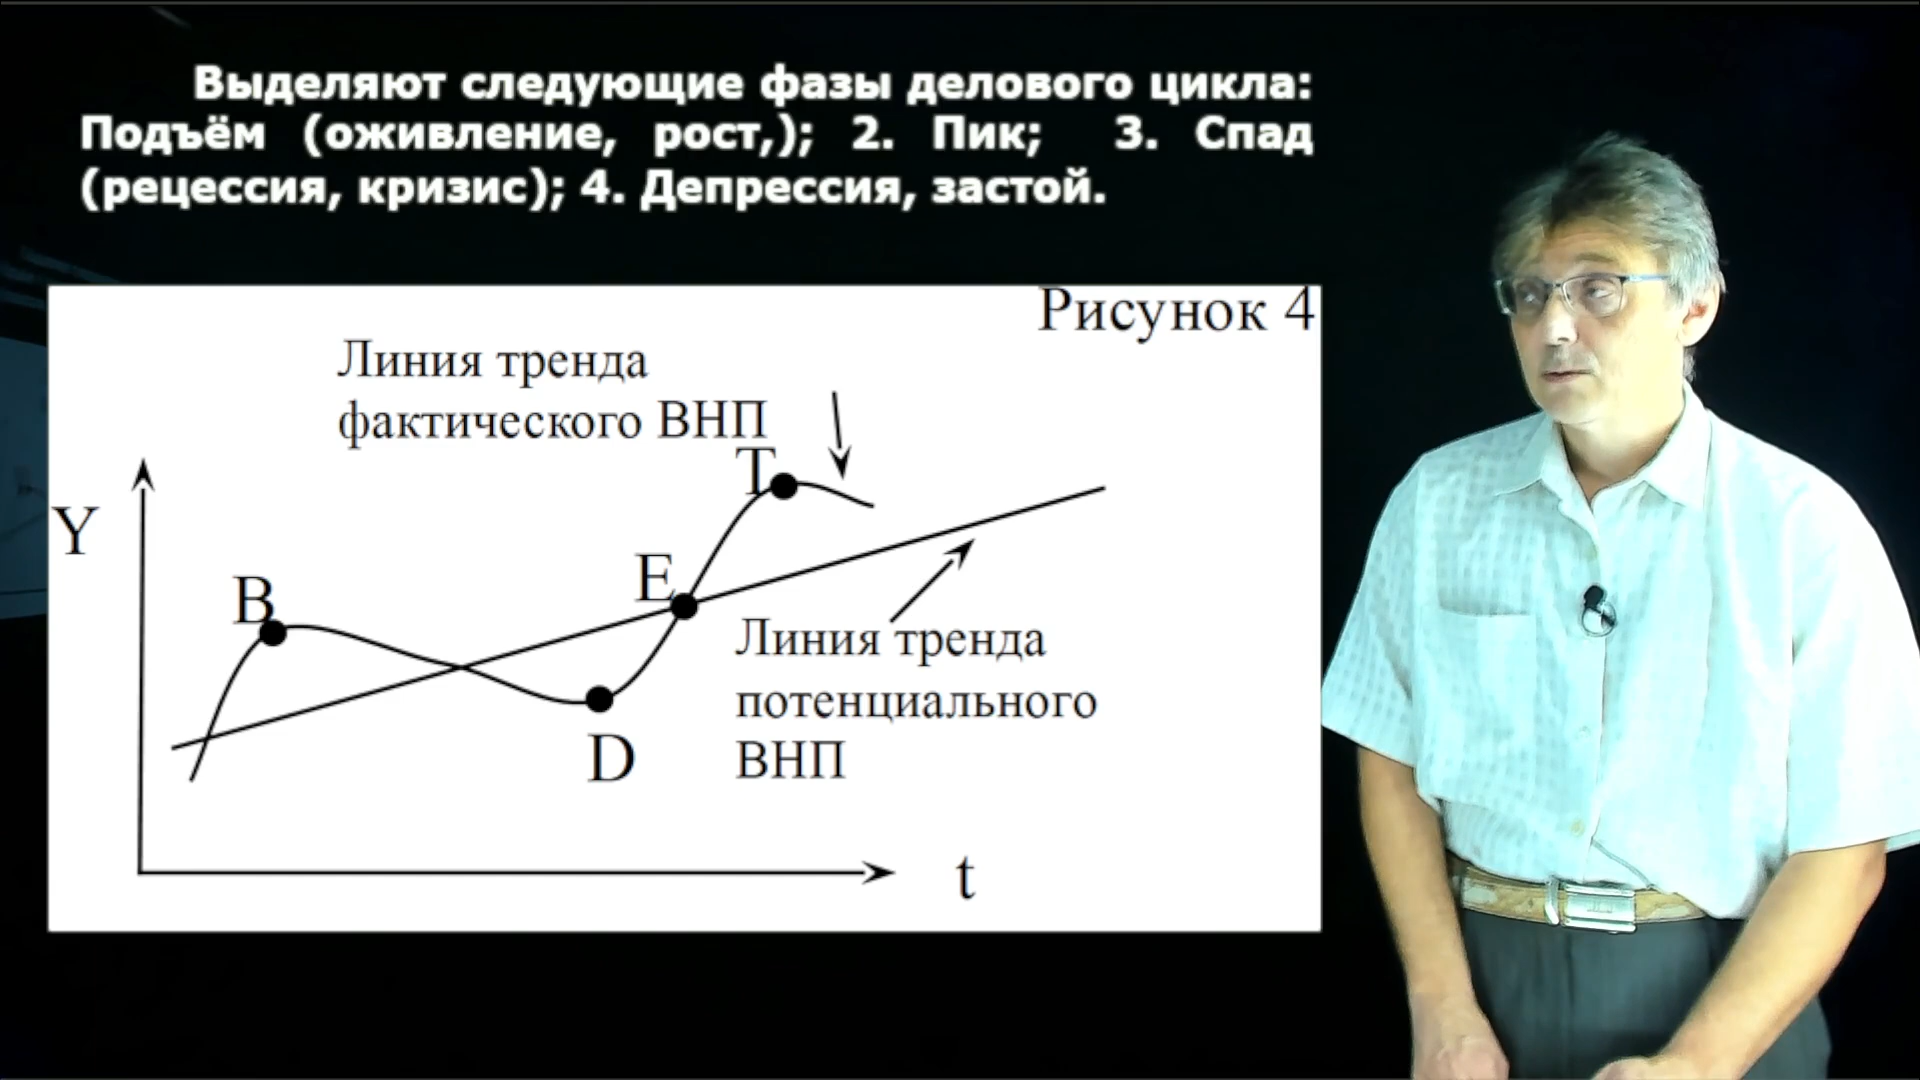 Выделяют следующие фазы делового цикла:
Подъём (оживление, рост,); 2. Пик; 3. Спад
(рецессия, кризис); 4. Депрессия, застой.
Рисунок 4
Линия тренда
фактического ВНП
T
Y
E
B
Линия тренда
потенциального
ВНП
D
t